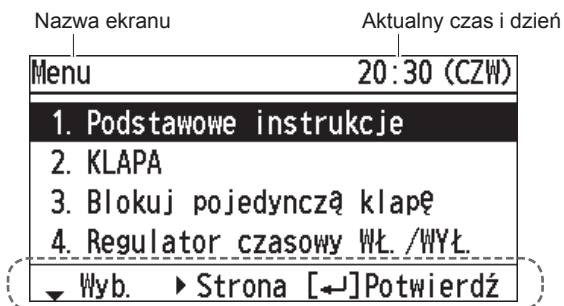 Nazwa ekranu Aktualny czas i dzień
Menu 20:30 (CZW)
1. Podstawowe instrukcje
2. KLAPA
3. Blokuj pojedynczą klapę
4. Regulator czasowy WŁ./WYŁ.
Wyb. Strona [↵]Potwierdź